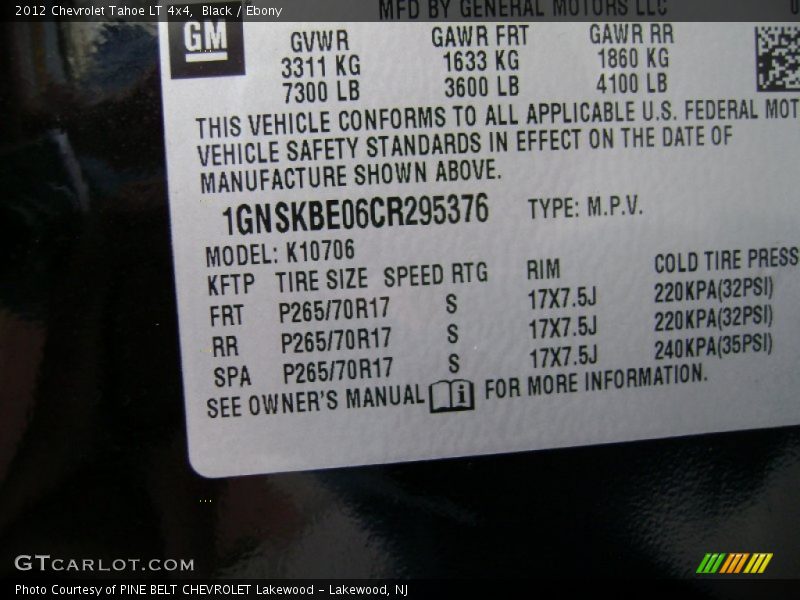 2012 Chevrolet Tahoe LT 4x4, Black / Ebony
MFD BY GENERAL MOTORS LLC
GM
GVWR GAWR FRT GAWR RR
3311 KG 1633 KG 1860 KG
7300 LB 3600 LB 4100 LB
THIS VEHICLE CONFORMS TO ALL APPLICABLE U.S. FEDERAL MOT
VEHICLE SAFETY STANDARDS IN EFFECT ON THE DATE OF
MANUFACTURE SHOWN ABOVE.
1GNSKBE06CR295376 TYPE: M.P.V.
MODEL: K10706
KFTP TIRE SIZE SPEED RTG RIM COLD TIRE PRESS
FRT P265/70R17 S 17X7.5J 220KPA(32PSI)
RR P265/70R17 S 17X7.5J 220KPA(32PSI)
SPA P265/70R17 S 17X7.5J 240KPA(35PSI)
SEE OWNER'S MANUAL i FOR MORE INFORMATION.
GTCARLOT.COM
Photo Courtesy of PINE BELT CHEVROLET Lakewood - Lakewood, NJ